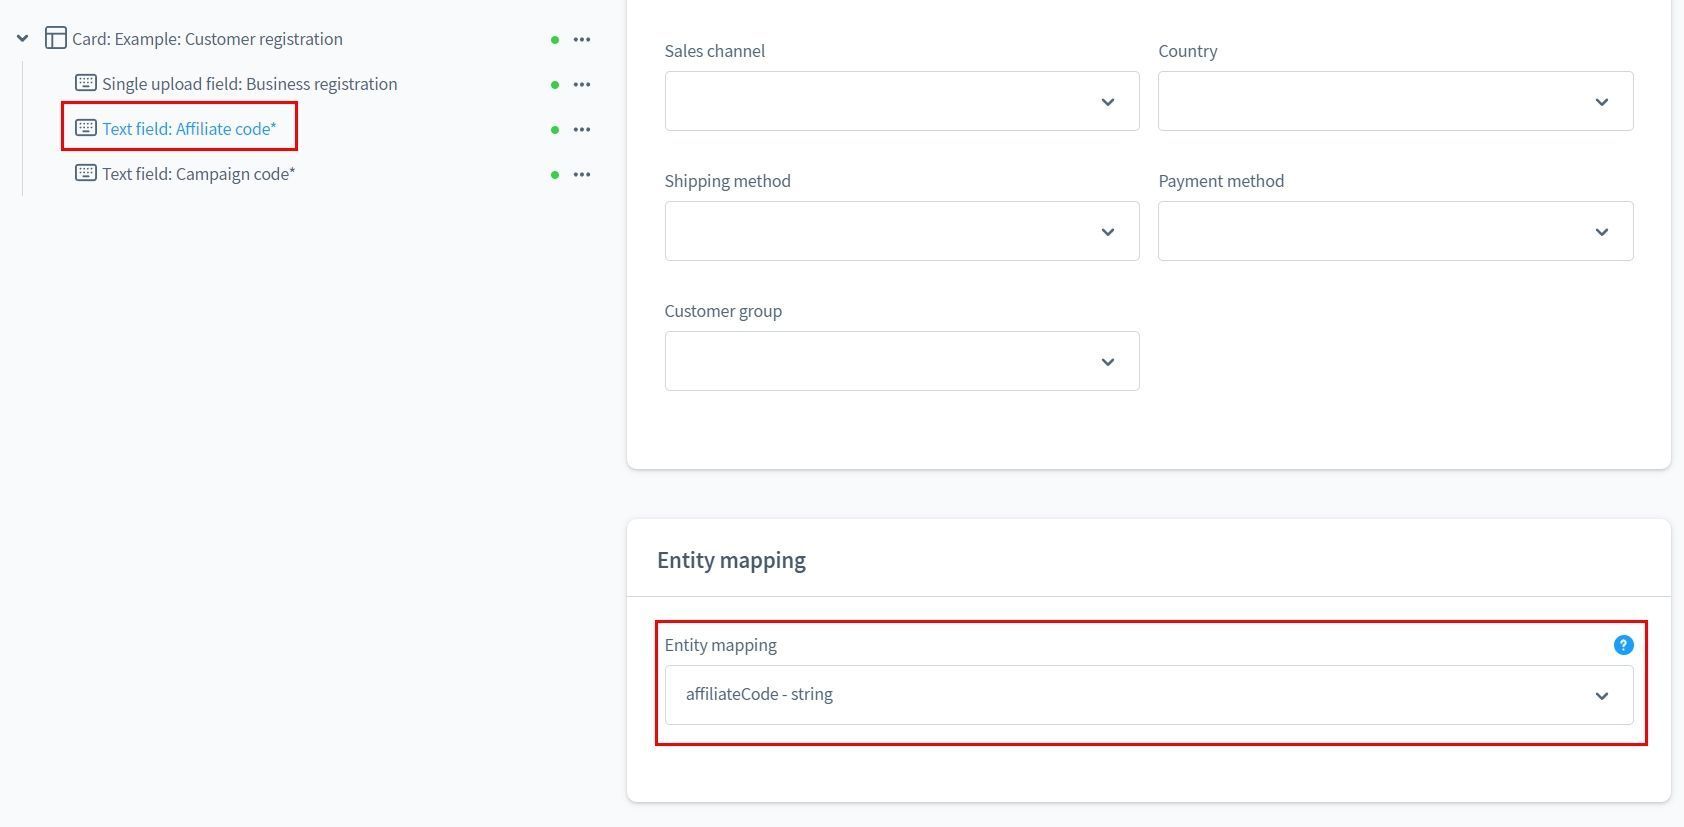 Card: Example: Customer registration
Single upload field: Business registration
Text field: Affiliate code*
Text field: Campaign code*
Sales channel
Country
Shipping method
Payment method
Customer group
Entity mapping
Entity mapping
?
affiliateCode - string